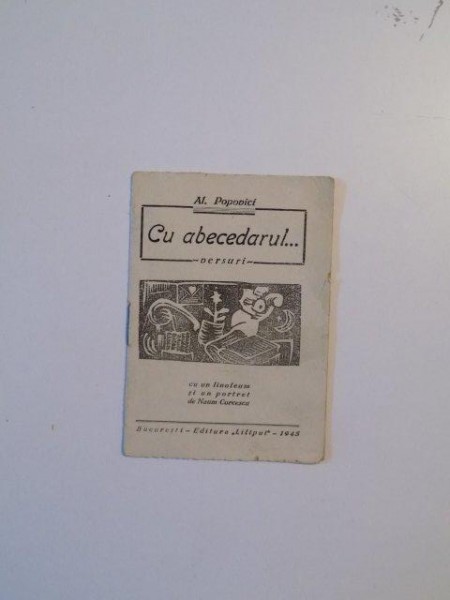 Al. Popovici
Cu abecedarul...
versuri
cu un linoleum
și un portret
de Naum Corcescu
București - Editura „Liliput" - 1945